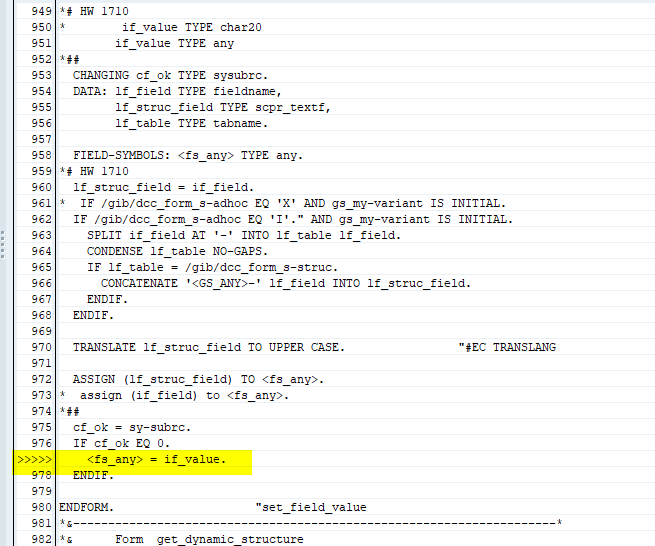 949 *# HW 1710
950 *        if_value TYPE char20
951         if_value TYPE any
952 *##
953   CHANGING cf_ok TYPE sysubrc.
954   DATA: lf_field TYPE fieldname,
955         lf_struc_field TYPE scpr_textf,
956         lf_table TYPE tabname.
957
958   FIELD-SYMBOLS: <fs_any> TYPE any.
959 *# HW 1710
960   lf_struc_field = if_field.
961 *  IF /gib/dcc_form_s-adhoc EQ 'X' AND gs_my-variant IS INITIAL.
962   IF /gib/dcc_form_s-adhoc EQ 'I'." AND gs_my-variant IS INITIAL.
963     SPLIT if_field AT '-' INTO lf_table lf_field.
964     CONDENSE lf_table NO-GAPS.
965     IF lf_table = /gib/dcc_form_s-struc.
966       CONCATENATE '<GS_ANY>-' lf_field INTO lf_struc_field.
967     ENDIF.
968   ENDIF.
969
970   TRANSLATE lf_struc_field TO UPPER CASE.                "#EC TRANSLANG
971
972   ASSIGN (lf_struc_field) TO <fs_any>.
973 *  assign (if_field) to <fs_any>.
974 *##
975   cf_ok = sy-subrc.
976   IF cf_ok EQ 0.
>>>>>     <fs_any> = if_value.
978   ENDIF.
979
980 ENDFORM.                    "set_field_value
981 *&---------------------------------------------------------------------*
982 *&      Form  get_dynamic_structure